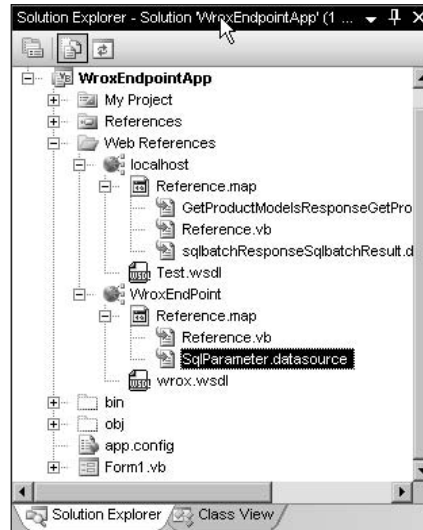 Solution Explorer - Solution 'WroxEndpointApp' (1 ...
WroxEndpointApp
My Project
References
Web References
localhost
Reference.map
GetProductModelsResponseGetPro
Reference.vb
sqlbatchResponseSqlbatchResult.d
Test.wsdl
WroxEndPoint
Reference.map
Reference.vb
SqlParameter.datasource
wrox.wsdl
bin
obj
app.config
Form1.vb
Solution Explorer Class View